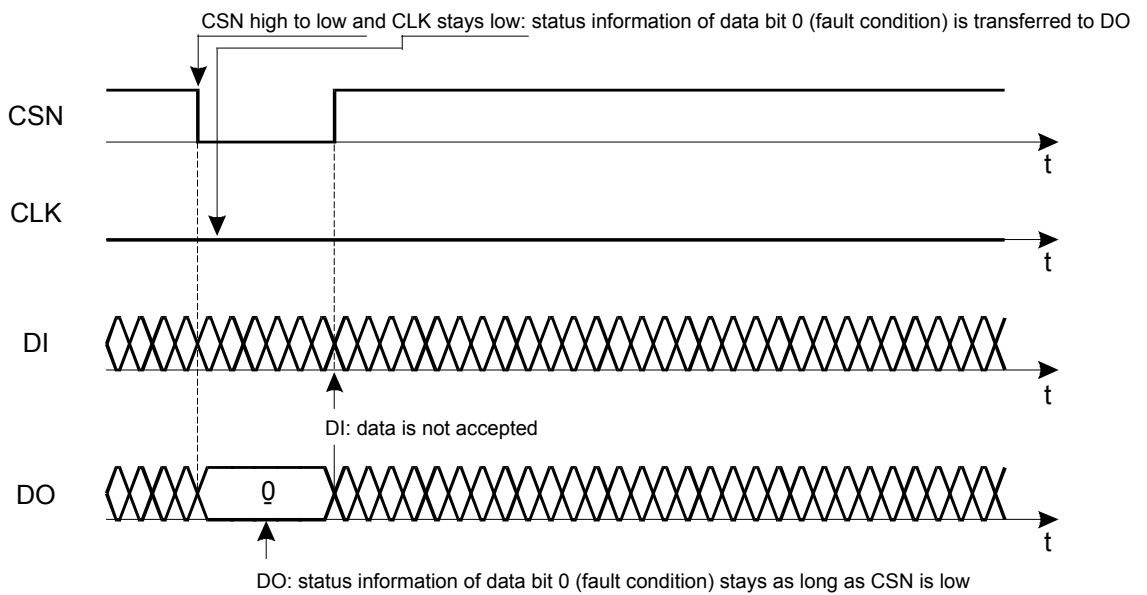 CSN high to low and CLK stays low: status information of data bit 0 (fault condition) is transferred to DO
CSN
t
CLK
t
DI
t
DI: data is not accepted
DO
0
t
DO: status information of data bit 0 (fault condition) stays as long as CSN is low